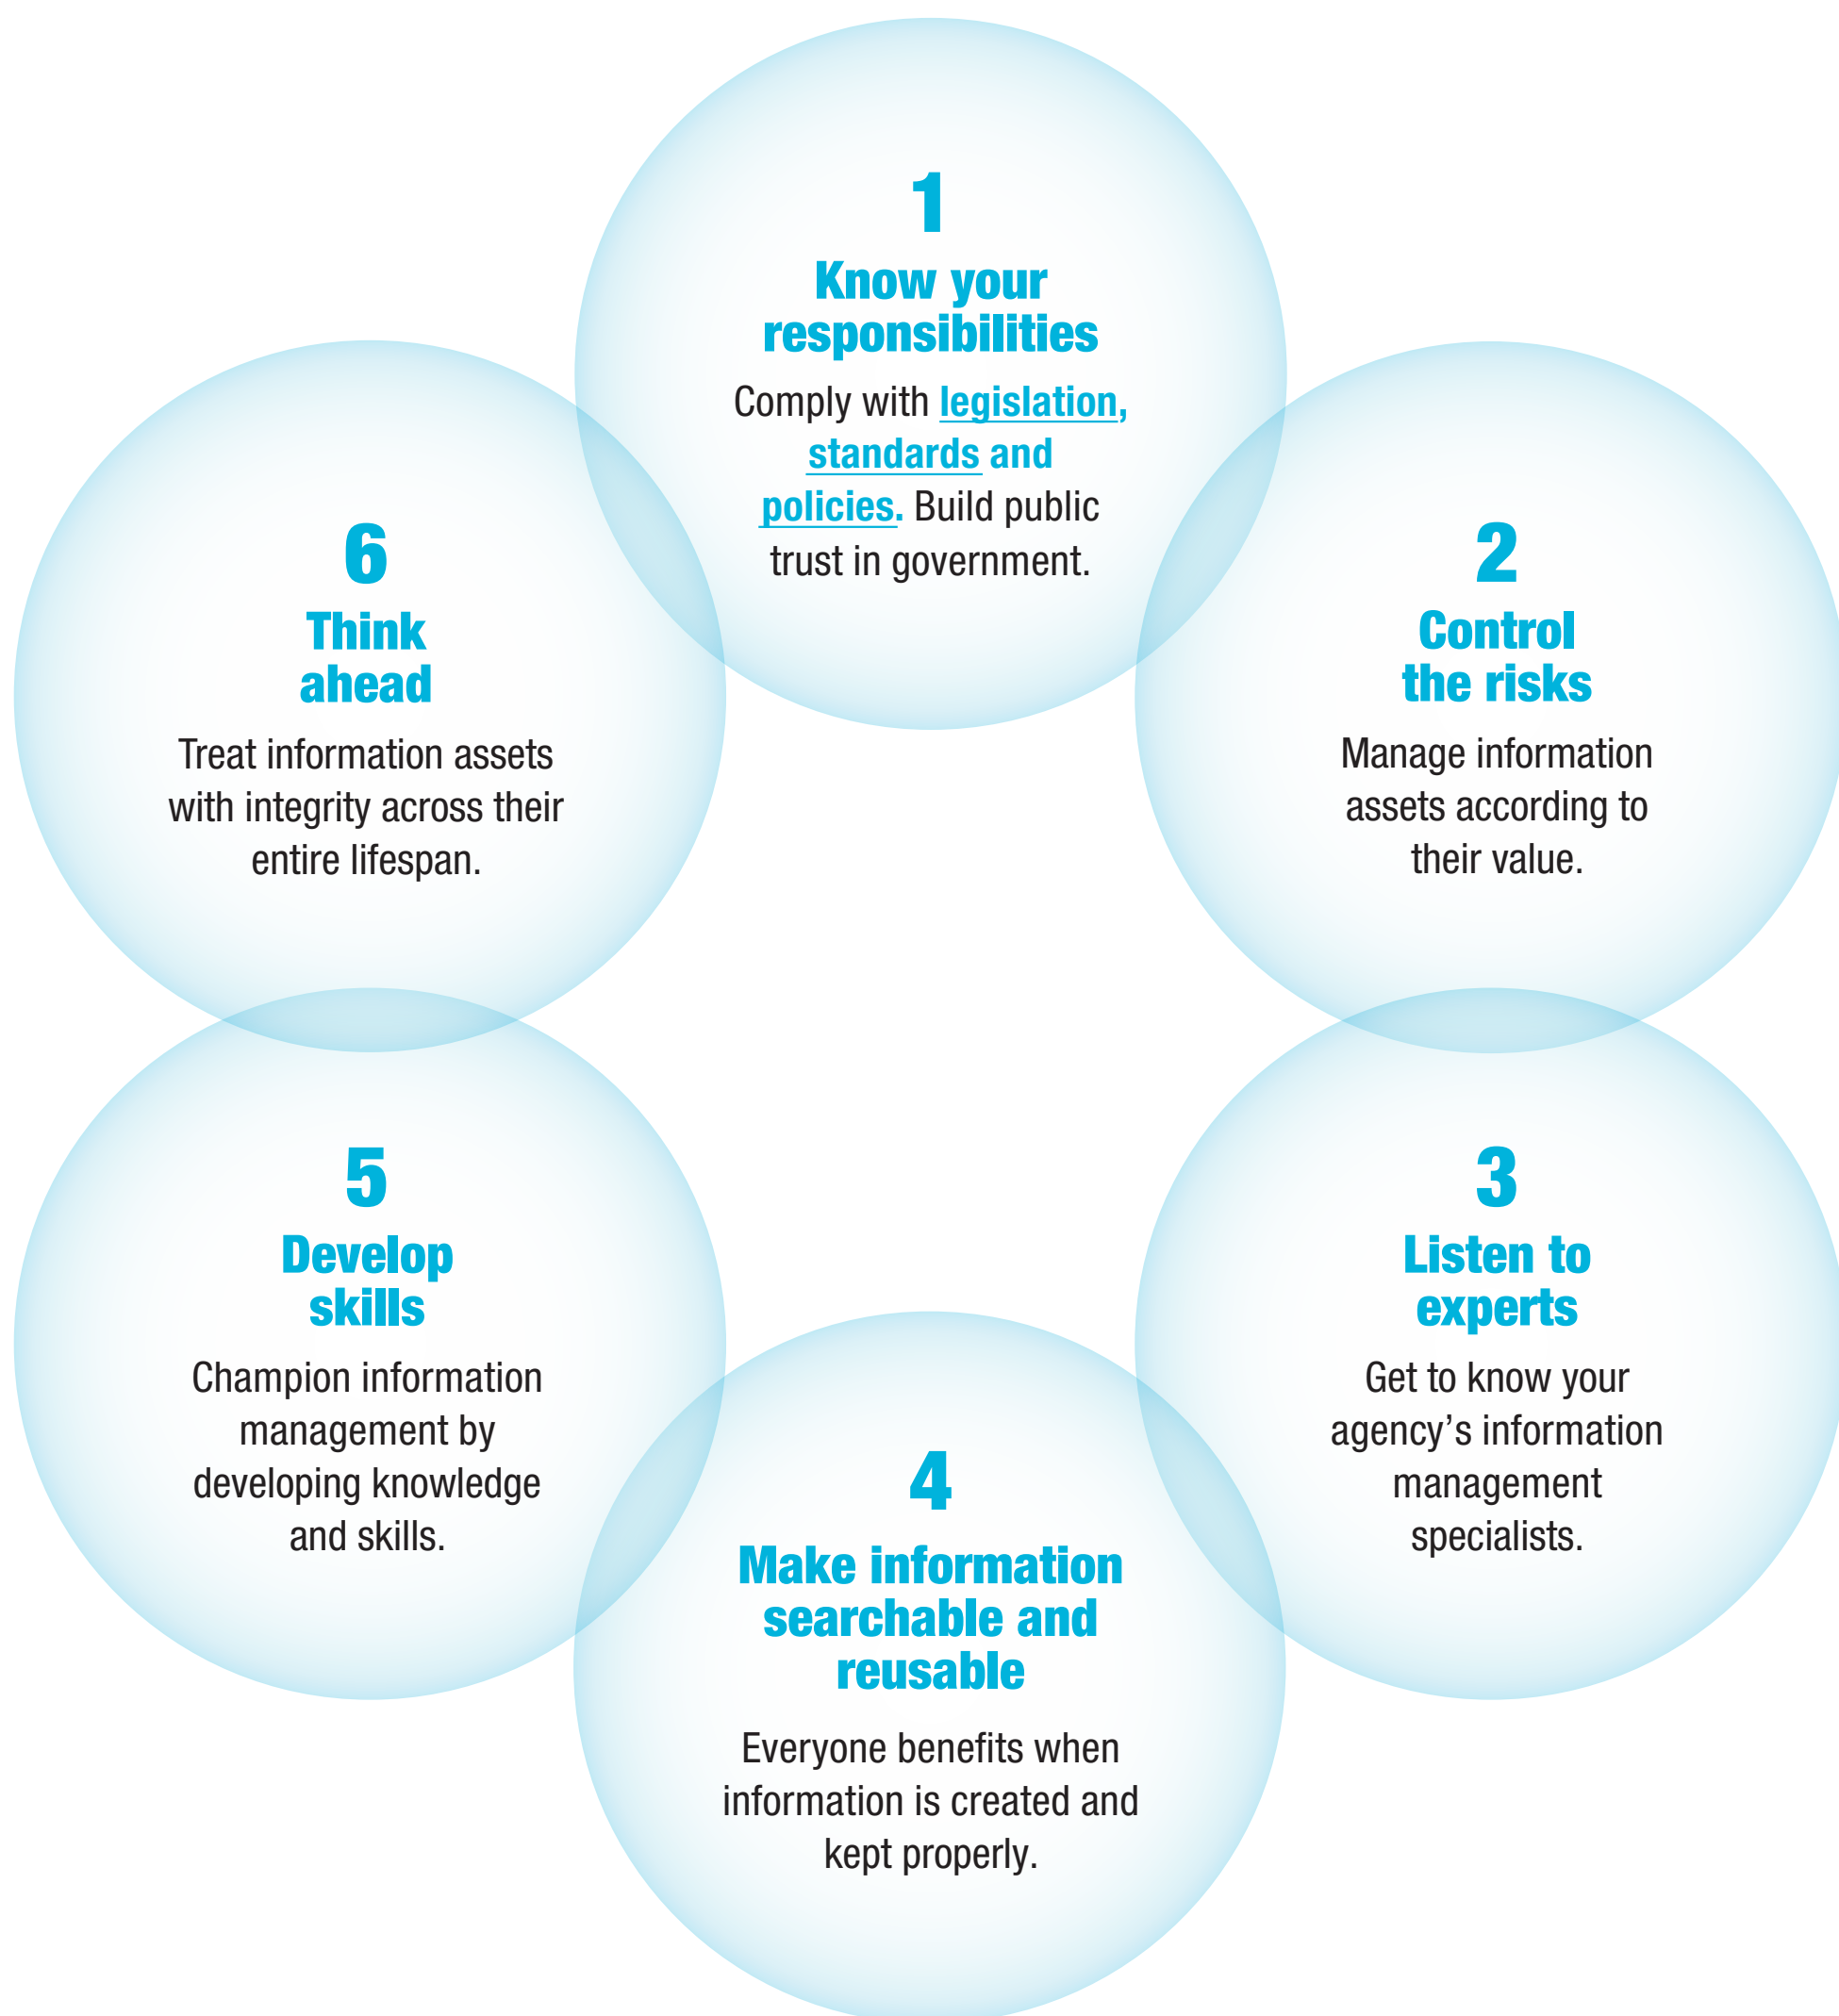 1
Know your
responsibilities
Comply with legislation,
standards and
policies. Build public
trust in government.
2
Control
the risks
Manage information
assets according to
their value.
3
Listen to
experts
Get to know your
agency’s information
management
specialists.
4
Make information
searchable and
reusable
Everyone benefits when
information is created and
kept properly.
5
Develop
skills
Champion information
management by
developing knowledge
and skills.
6
Think
ahead
Treat information assets
with integrity across their
entire lifespan.